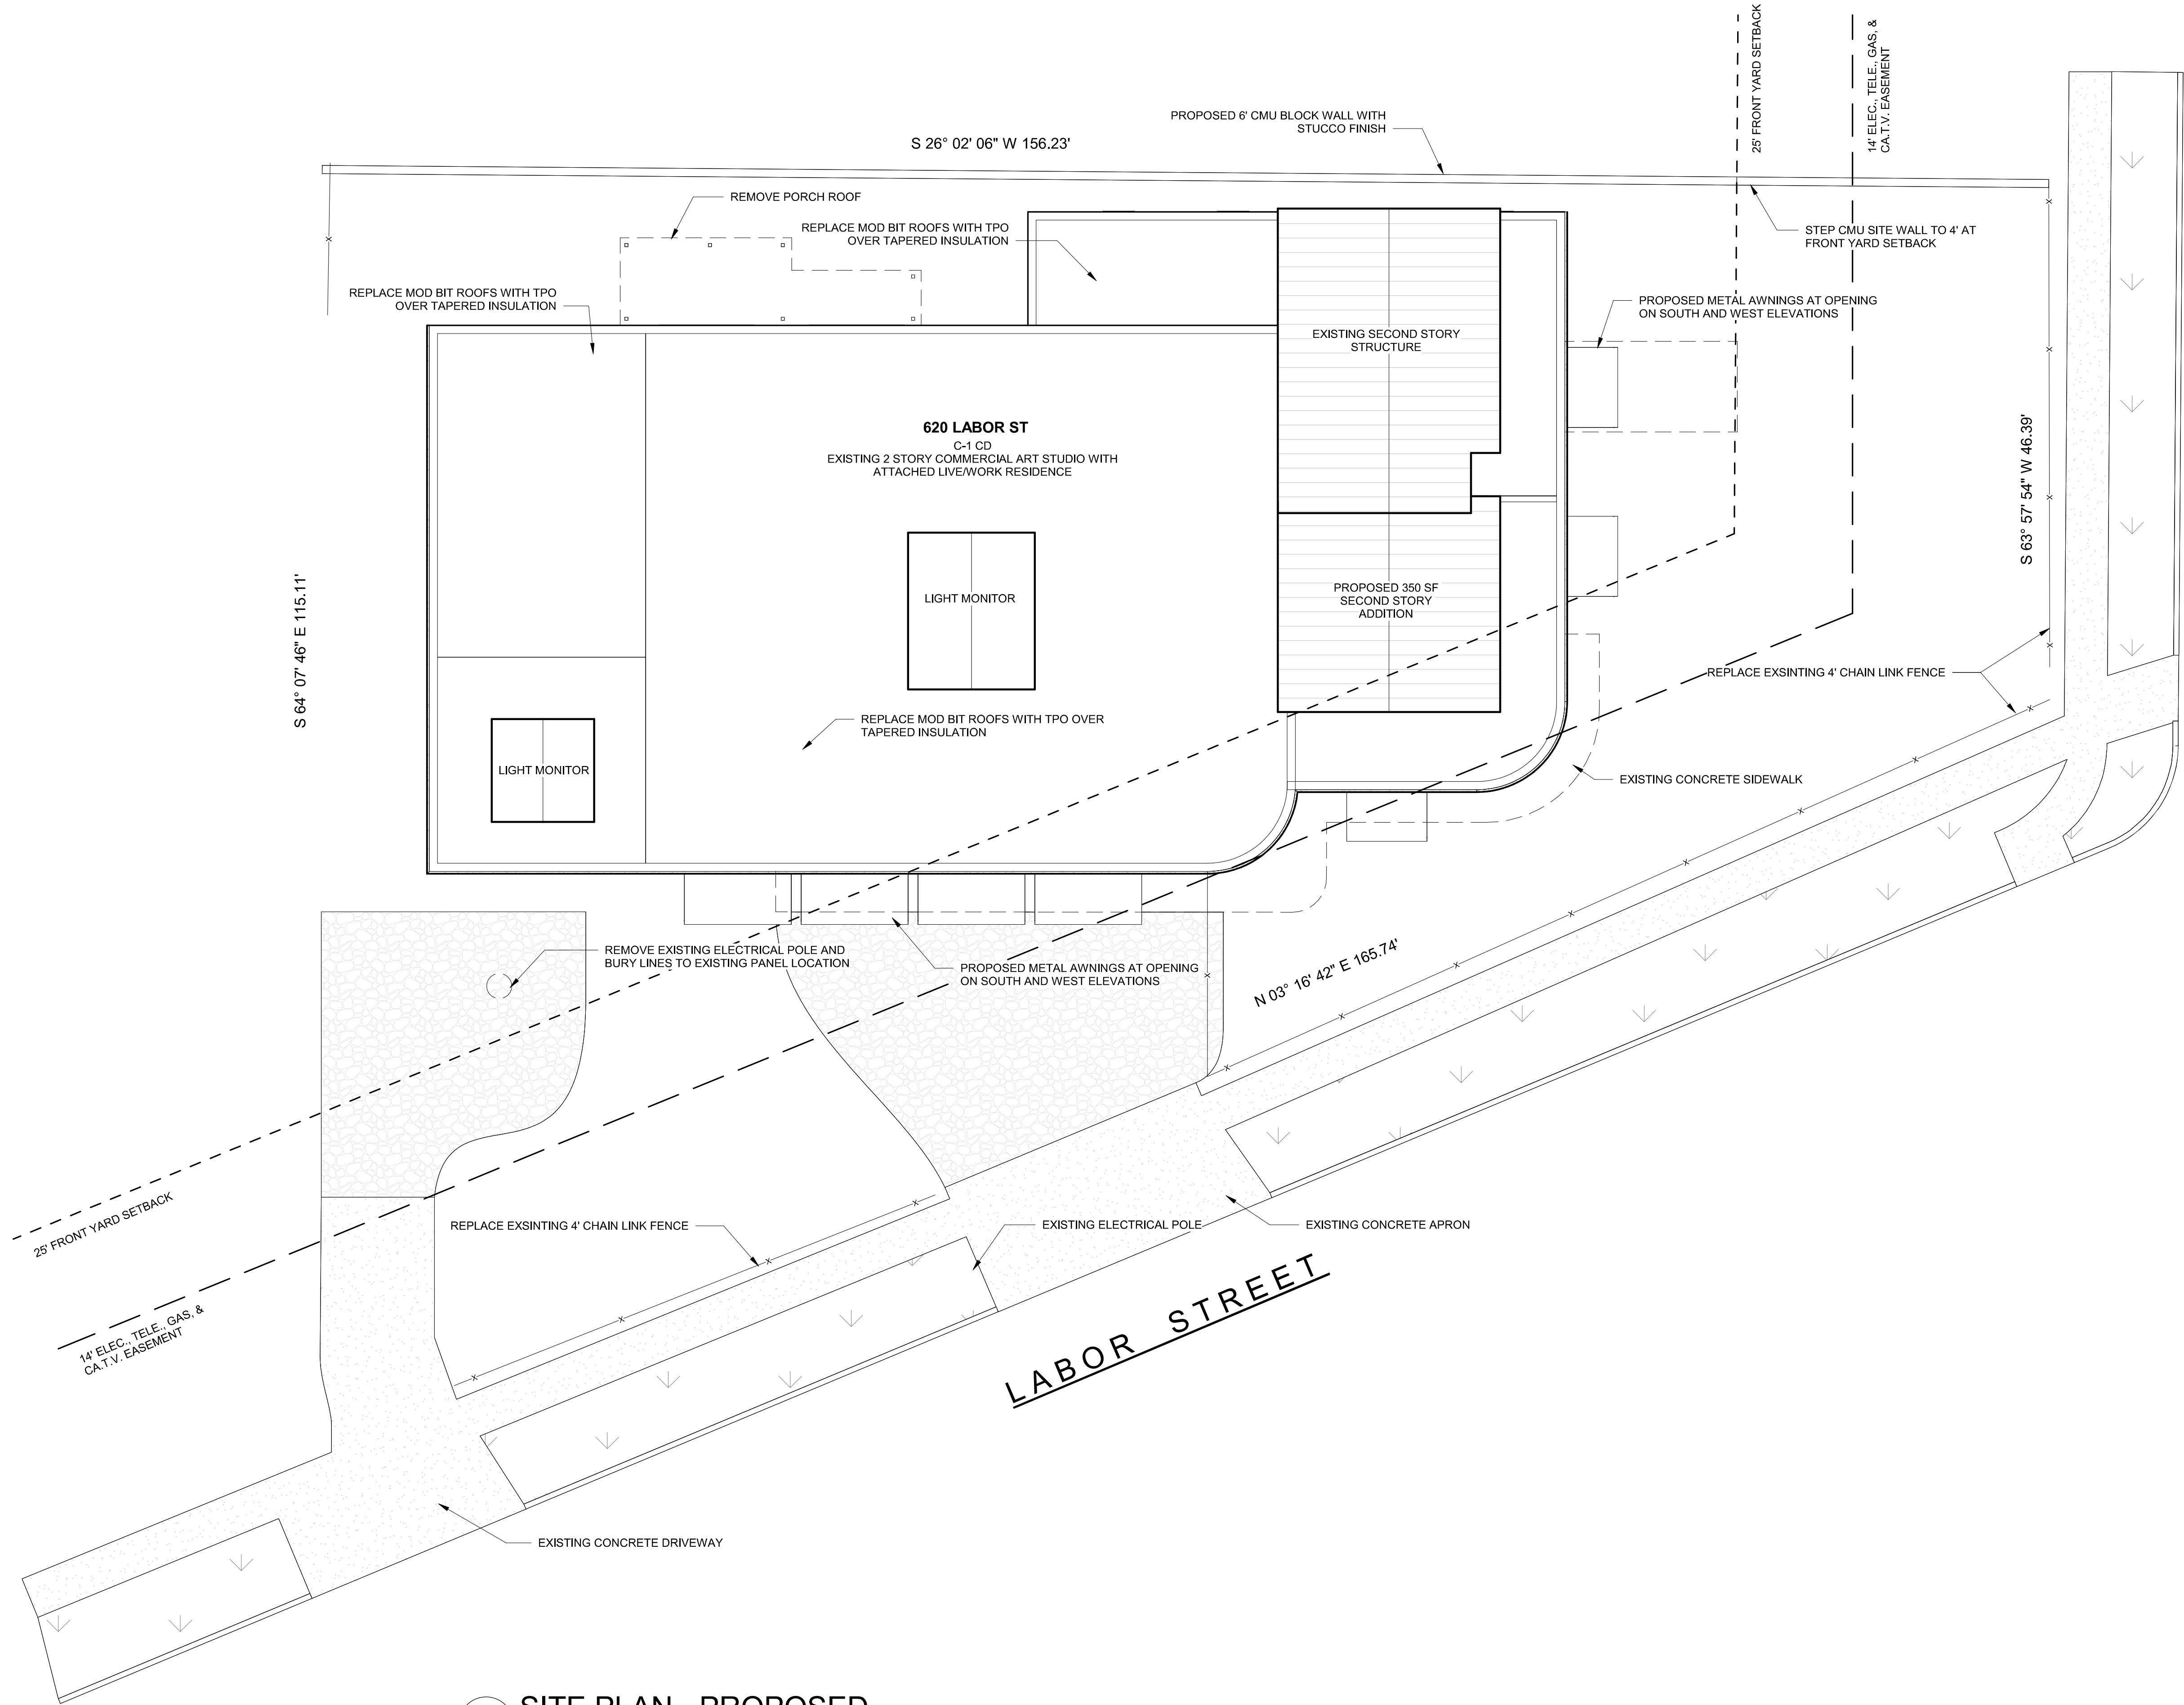 25' FRONT YARD SETBACK
14' ELEC., TELE., GAS, &
CA.T.V. EASEMENT
PROPOSED 6' CMU BLOCK WALL WITH
STUCCO FINISH
S 26° 02' 06" W 156.23'
REMOVE PORCH ROOF
REPLACE MOD BIT ROOFS WITH TPO
OVER TAPERED INSULATION
STEP CMU SITE WALL TO 4' AT
FRONT YARD SETBACK
REPLACE MOD BIT ROOFS WITH TPO
OVER TAPERED INSULATION
PROPOSED METAL AWNINGS AT OPENING
ON SOUTH AND WEST ELEVATIONS
EXISTING SECOND STORY
STRUCTURE
620 LABOR ST
C-1 CD
EXISTING 2 STORY COMMERCIAL ART STUDIO WITH
ATTACHED LIVE/WORK RESIDENCE
S 63° 57' 54" W 46.39'
S 64° 07' 46" E 115.11'
LIGHT MONITOR
PROPOSED 350 SF
SECOND STORY
ADDITION
REPLACE EXSINTING 4' CHAIN LINK FENCE
REPLACE MOD BIT ROOFS WITH TPO OVER
TAPERED INSULATION
LIGHT MONITOR
EXISTING CONCRETE SIDEWALK
REMOVE EXISTING ELECTRICAL POLE AND
BURY LINES TO EXISTING PANEL LOCATION
PROPOSED METAL AWNINGS AT OPENING
ON SOUTH AND WEST ELEVATIONS
N 03° 16' 42" E 165.74'
25' FRONT YARD SETBACK
REPLACE EXSINTING 4' CHAIN LINK FENCE
EXISTING ELECTRICAL POLE
EXISTING CONCRETE APRON
14' ELEC., TELE., GAS, &
CA.T.V. EASEMENT
LABOR STREET
EXISTING CONCRETE DRIVEWAY
SITE PLAN - PROPOSED